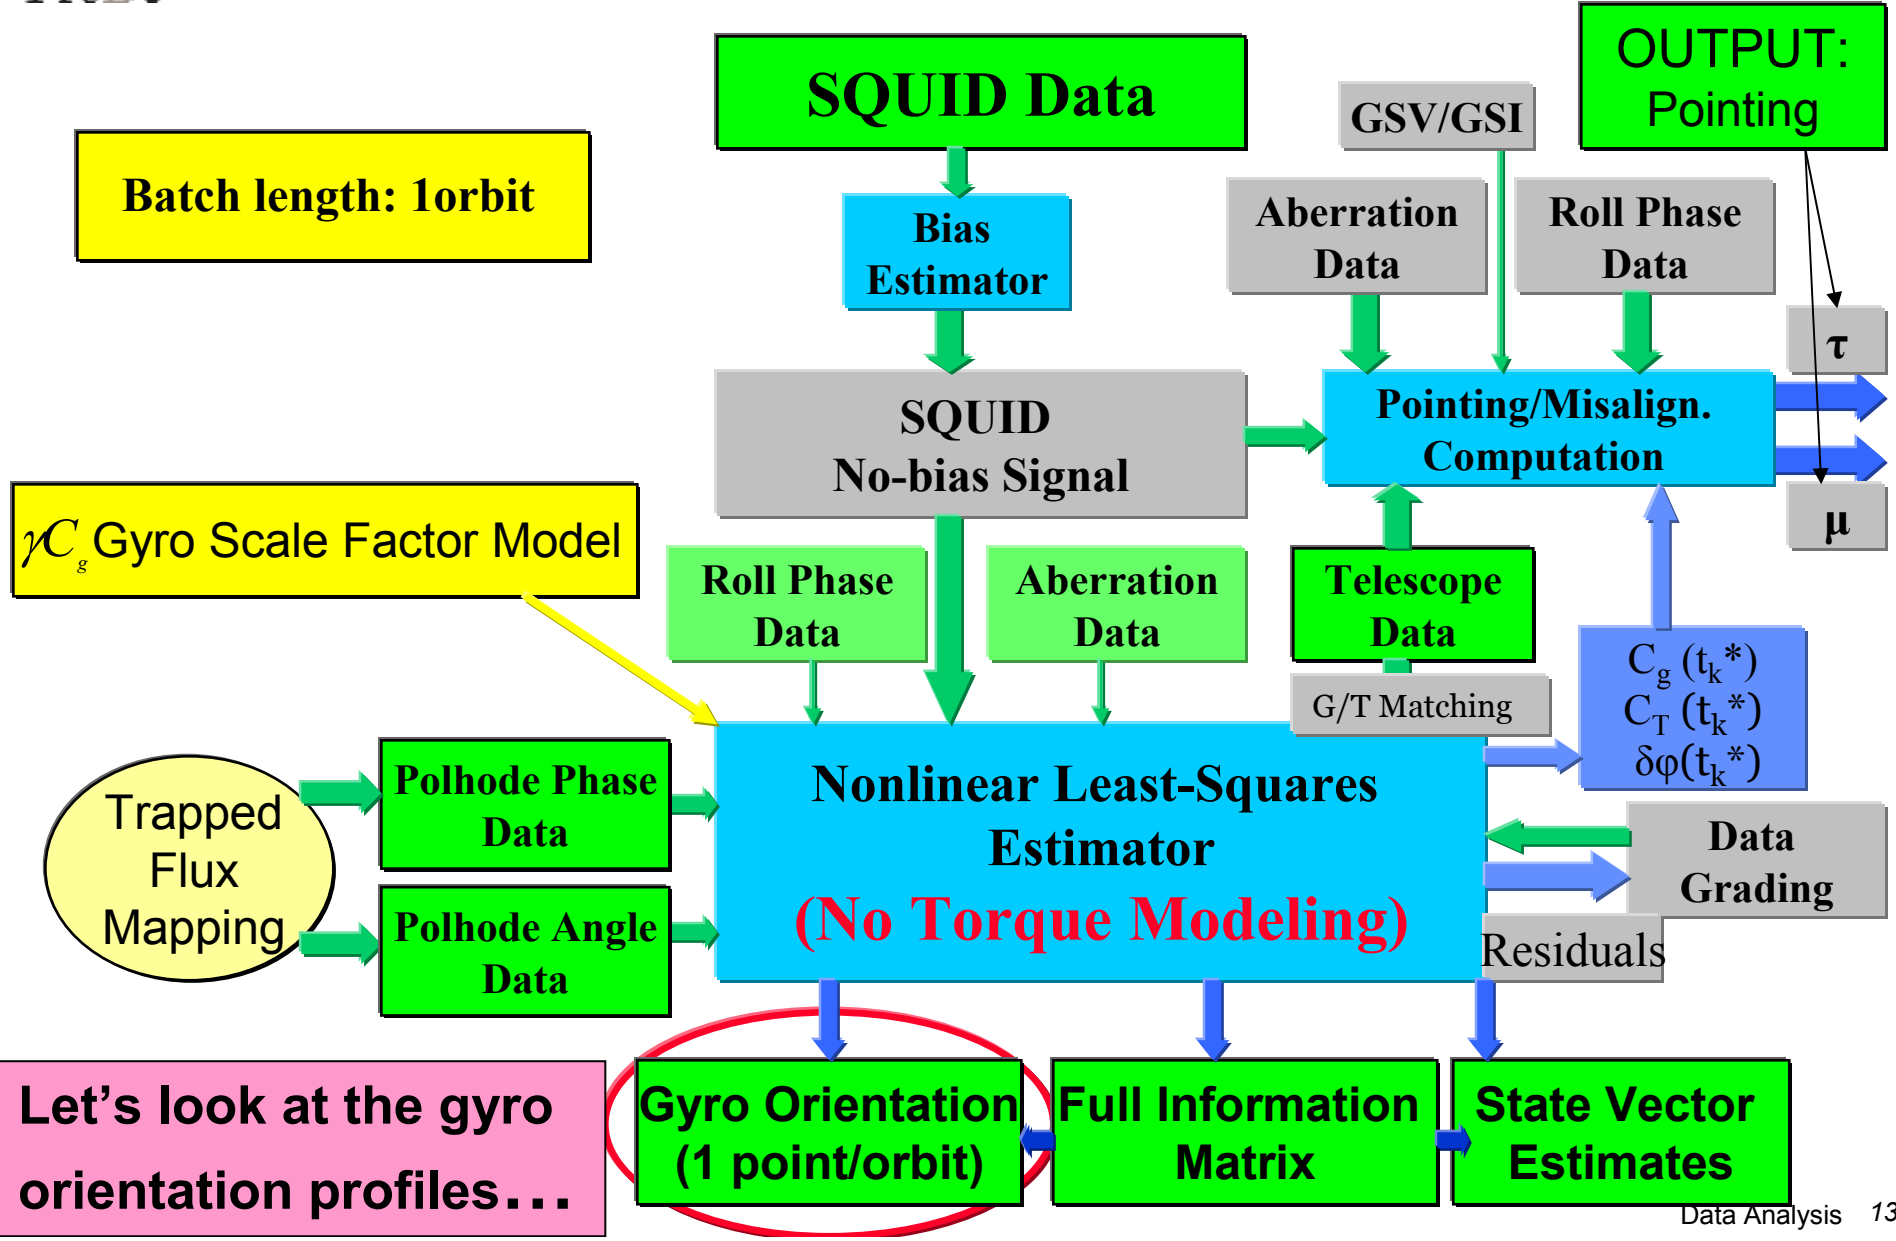 SQUID Data
OUTPUT:
Pointing
GSV/GSI
Batch length: 1orbit
Bias
Estimator
Aberration
Data
Roll Phase
Data
τ
SQUID
No-bias Signal
Pointing/Misalign.
Computation
μ
γC_g Gyro Scale Factor Model
Roll Phase
Data
Aberration
Data
Telescope
Data
G/T Matching
C_g (t_k*)
C_T (t_k*)
δφ(t_k*)
Trapped
Flux
Mapping
Polhode Phase
Data
Polhode Angle
Data
Nonlinear Least-Squares
Estimator
(No Torque Modeling)
Data
Grading
Residuals
Let's look at the gyro
orientation profiles...
Gyro Orientation
(1 point/orbit)
Full Information
Matrix
State Vector
Estimates
Data Analysis 13